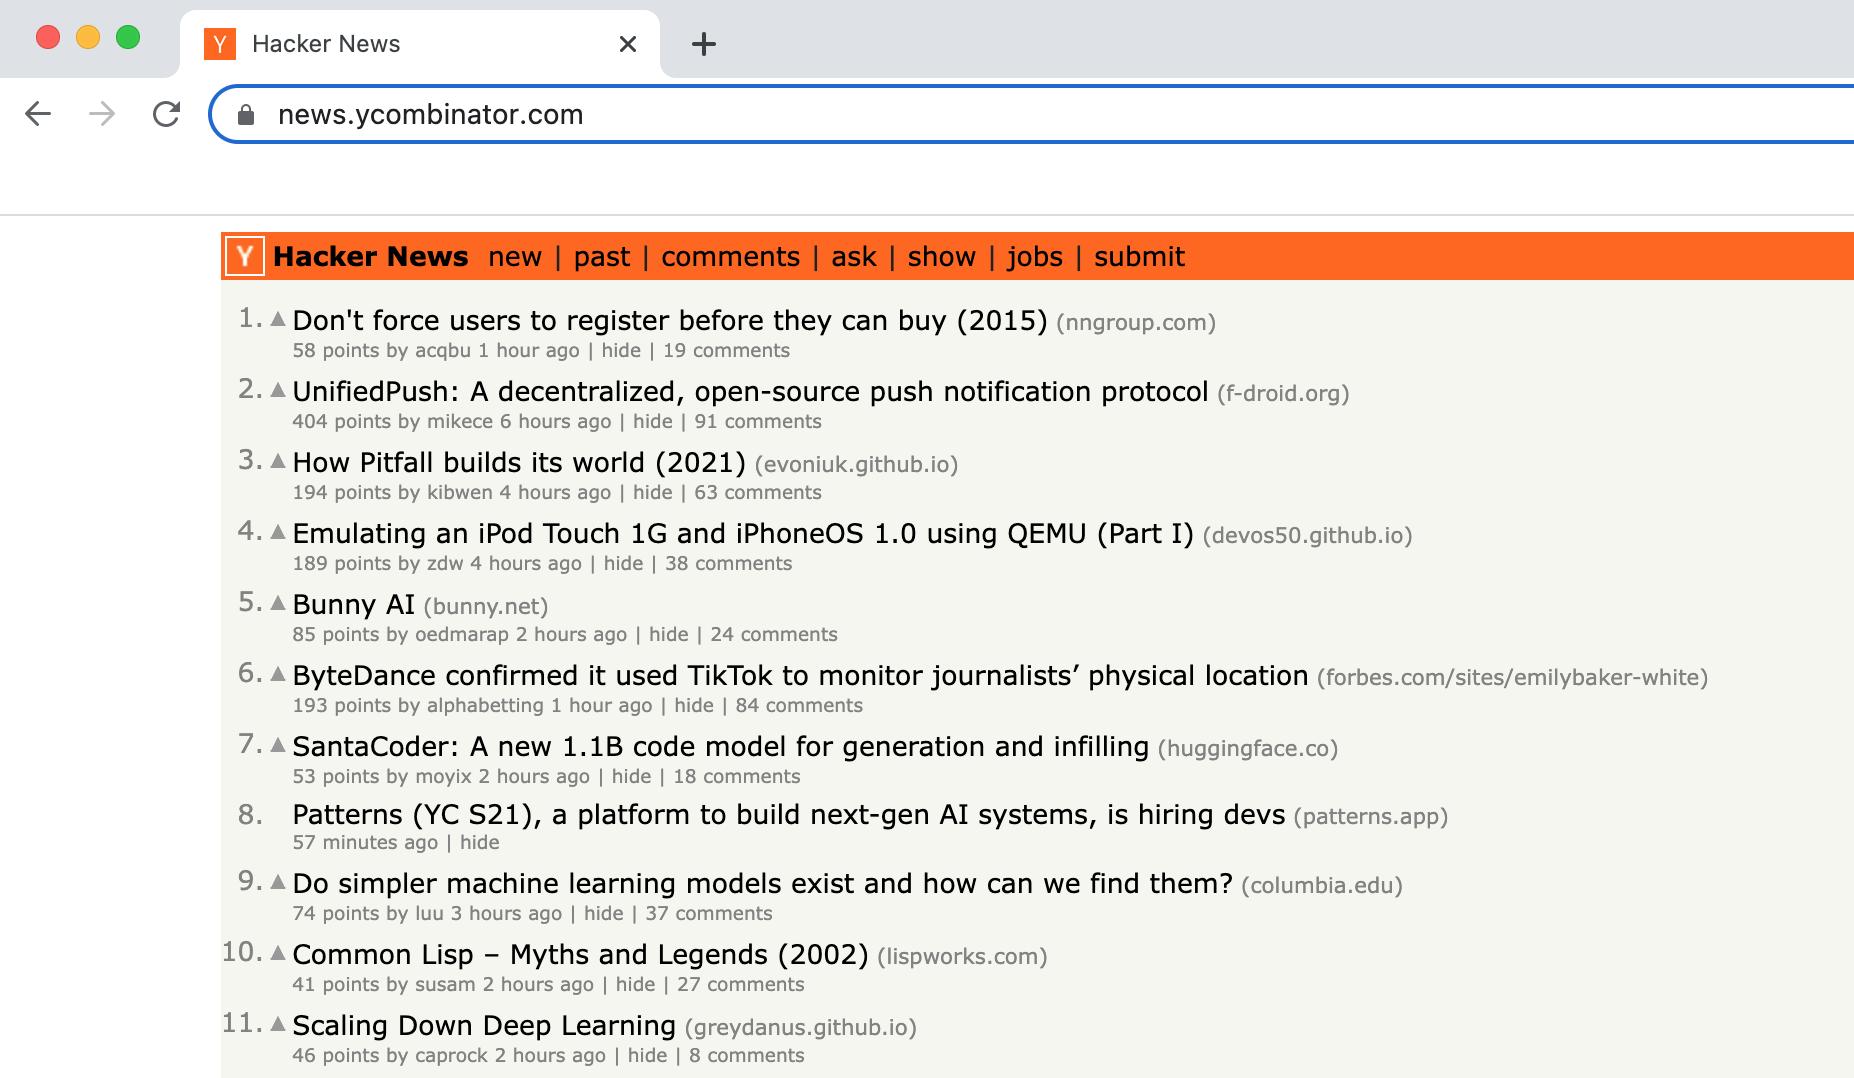 Y Hacker News
news.ycombinator.com
Y Hacker News new | past | comments | ask | show | jobs | submit
1. Don't force users to register before they can buy (2015) (nngroup.com)
58 points by acqbu 1 hour ago | hide | 19 comments
2. UnifiedPush: A decentralized, open-source push notification protocol (f-droid.org)
404 points by mikece 6 hours ago | hide | 91 comments
3. How Pitfall builds its world (2021) (evoniuk.github.io)
194 points by kibwen 4 hours ago | hide | 63 comments
4. Emulating an iPod Touch 1G and iPhoneOS 1.0 using QEMU (Part I) (devos50.github.io)
189 points by zdw 4 hours ago | hide | 38 comments
5. Bunny AI (bunny.net)
85 points by oedmarap 2 hours ago | hide | 24 comments
6. ByteDance confirmed it used TikTok to monitor journalists’ physical location (forbes.com/sites/emilybaker-white)
193 points by alphabetting 1 hour ago | hide | 84 comments
7. SantaCoder: A new 1.1B code model for generation and infilling (huggingface.co)
53 points by moyix 2 hours ago | hide | 18 comments
8. Patterns (YC S21), a platform to build next-gen AI systems, is hiring devs (patterns.app)
57 minutes ago | hide
9. Do simpler machine learning models exist and how can we find them? (columbia.edu)
74 points by luu 3 hours ago | hide | 37 comments
10. Common Lisp – Myths and Legends (2002) (lispworks.com)
41 points by susam 2 hours ago | hide | 27 comments
11. Scaling Down Deep Learning (greydanus.github.io)
46 points by caprock 2 hours ago | hide | 8 comments